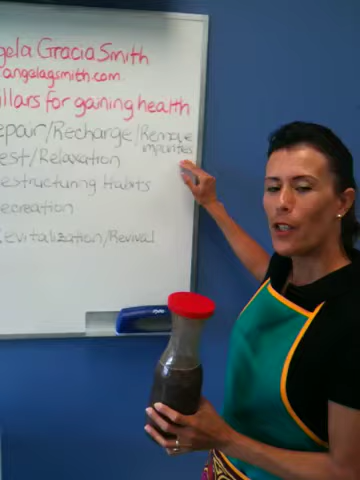 gela Gracia Smith
angelagsmith.com
illars for gaining health
epair/Recharge/Remove
impurities
est/Relaxation
estructuring Habits
ecreation
evitalization/Revival